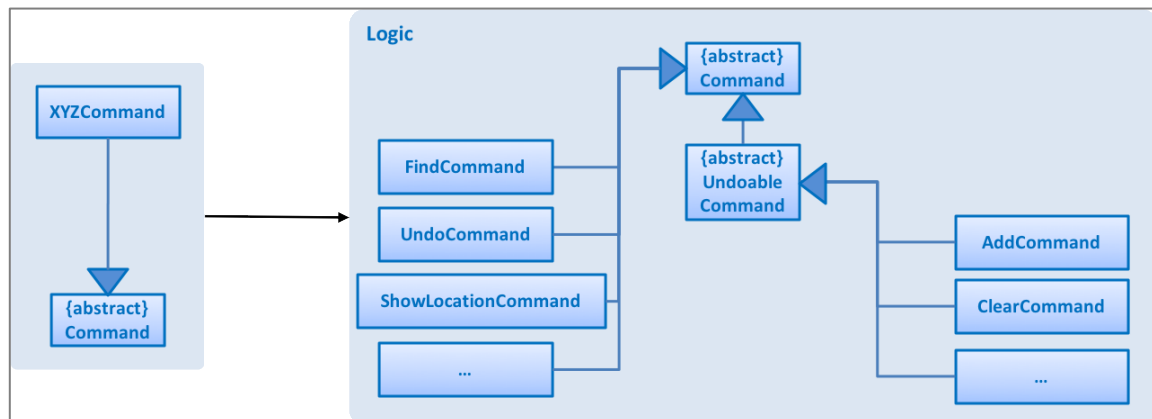 XYZCommand
{abstract}
Command
Logic
{abstract}
Command
FindCommand
UndoCommand
ShowLocationCommand
...
{abstract}
Undoable
Command
AddCommand
ClearCommand
...